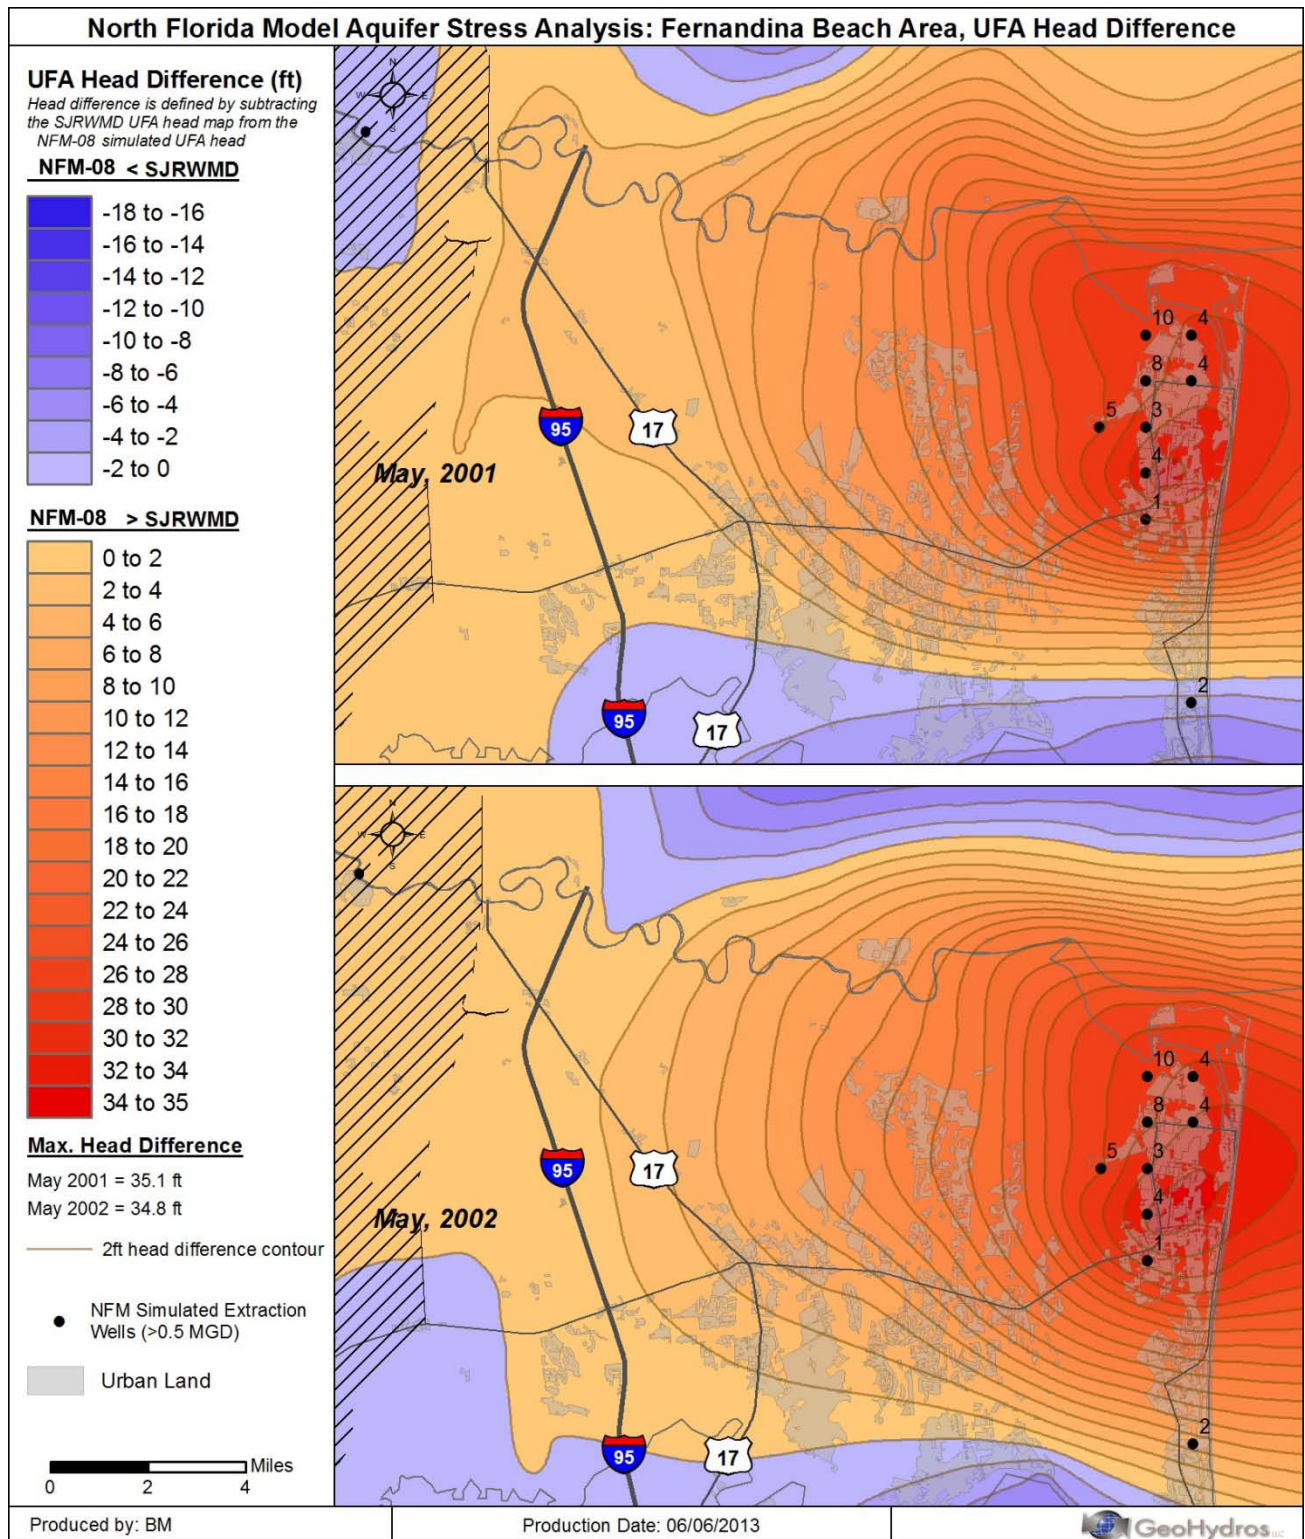 North Florida Model Aquifer Stress Analysis: Fernandina Beach Area, UFA Head Difference
UFA Head Difference (ft)
Head difference is defined by subtracting
the SJRWMD UFA head map from the
NFM-08 simulated UFA head
NFM-08 < SJRWMD
-18 to -16
-16 to -14
-14 to -12
-12 to -10
-10 to -8
-8 to -6
-6 to -4
-4 to -2
-2 to 0
NFM-08 > SJRWMD
0 to 2
2 to 4
4 to 6
6 to 8
8 to 10
10 to 12
12 to 14
14 to 16
16 to 18
18 to 20
20 to 22
22 to 24
24 to 26
26 to 28
28 to 30
30 to 32
32 to 34
34 to 35
Max. Head Difference
May 2001 = 35.1 ft
May 2002 = 34.8 ft
2ft head difference contour
NFM Simulated Extraction
Wells (>0.5 MGD)
Urban Land
Miles
0 2 4
N
W E
S
10 4
8 4
5 3
95 17
4
May, 2001
1
2
95 17
N
W E
S
10 4
8 4
5 3
95 17
4
May, 2002
1
2
95 17
Produced by: BM
Production Date: 06/06/2013
GeoHydros LLC